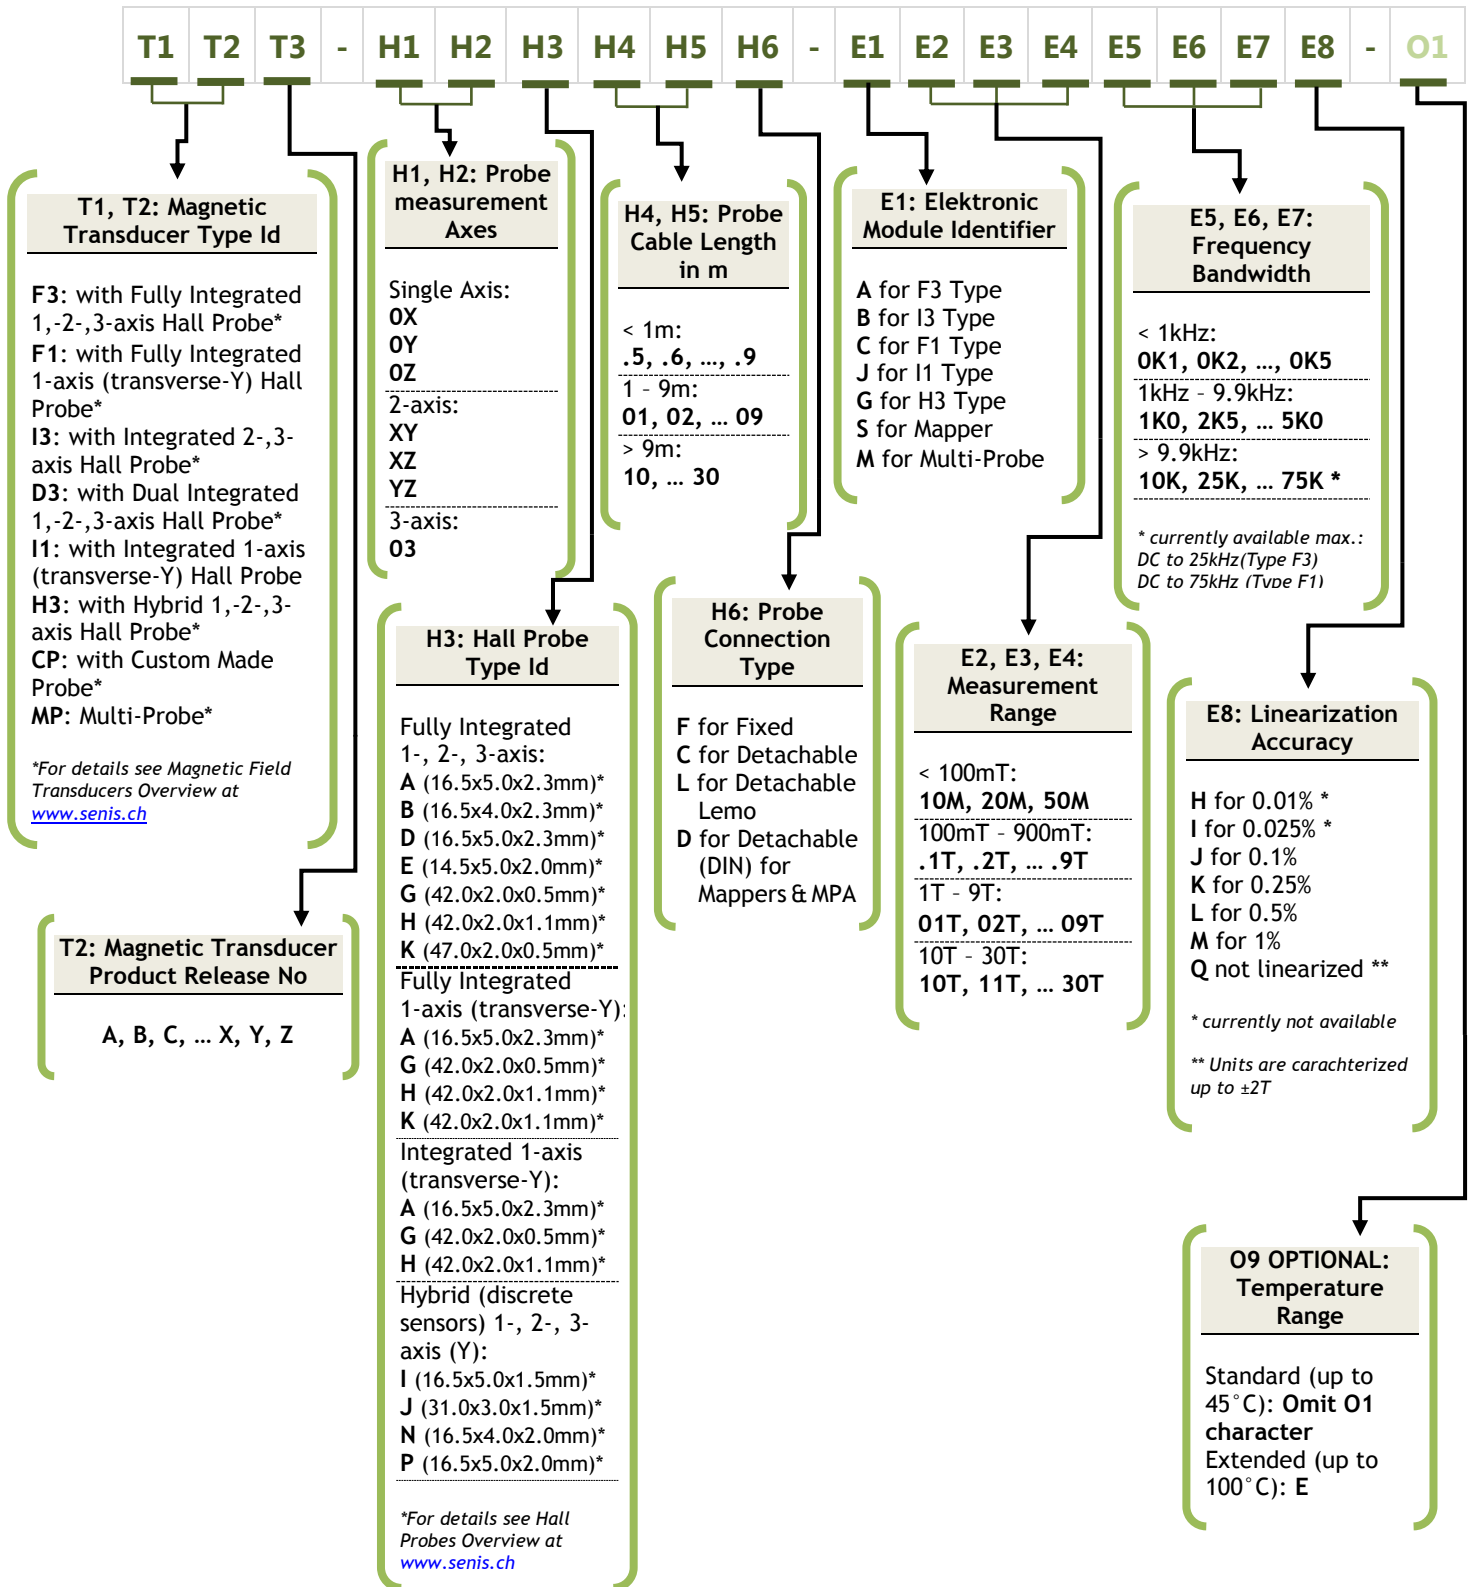 T1 T2 T3 - H1 H2 H3 H4 H5 H6 - E1 E2 E3 E4 E5 E6 E7 E8 - O1
T1, T2: Magnetic
Transducer Type Id
F3: with Fully Integrated
1,-2-,3-axis Hall Probe*
F1: with Fully Integrated
1-axis (transverse-Y) Hall
Probe*
I3: with Integrated 2-,3-
axis Hall Probe*
D3: with Dual Integrated
1,-2-,3-axis Hall Probe*
I1: with Integrated 1-axis
(transverse-Y) Hall Probe
H3: with Hybrid 1,-2-,3-
axis Hall Probe*
CP: with Custom Made
Probe*
MP: Multi-Probe*
*For details see Magnetic Field
Transducers Overview at
www.senis.ch
T2: Magnetic Transducer
Product Release No
A, B, C, … X, Y, Z
H1, H2: Probe
measurement
Axes
Single Axis:
0X
0Y
0Z
2-axis:
XY
XZ
YZ
3-axis:
03
H3: Hall Probe
Type Id
Fully Integrated
1-, 2-, 3-axis:
A (16.5x5.0x2.3mm)*
B (16.5x4.0x2.3mm)*
D (16.5x5.0x2.3mm)*
E (14.5x5.0x2.0mm)*
G (42.0x2.0x0.5mm)*
H (42.0x2.0x1.1mm)*
K (47.0x2.0x0.5mm)*
Fully Integrated
1-axis (transverse-Y):
A (16.5x5.0x2.3mm)*
G (42.0x2.0x0.5mm)*
H (42.0x2.0x1.1mm)*
K (42.0x2.0x1.1mm)*
Integrated 1-axis
(transverse-Y):
A (16.5x5.0x2.3mm)*
G (42.0x2.0x0.5mm)*
H (42.0x2.0x1.1mm)*
Hybrid (discrete
sensors) 1-, 2-, 3-
axis (Y):
I (16.5x5.0x1.5mm)*
J (31.0x3.0x1.5mm)*
N (16.5x4.0x2.0mm)*
P (16.5x5.0x2.0mm)*
*For details see Hall
Probes Overview at
www.senis.ch
H4, H5: Probe
Cable Length
in m
< 1m:
.5, .6, …, .9
1 – 9m:
01, 02, … 09
> 9m:
10, … 30
H6: Probe
Connection
Type
F for Fixed
C for Detachable
L for Detachable
Lemo
D for Detachable
(DIN) for
Mappers & MPA
E1: Elektronic
Module Identifier
A for F3 Type
B for I3 Type
C for F1 Type
J for I1 Type
G for H3 Type
S for Mapper
M for Multi-Probe
E2, E3, E4:
Measurement
Range
< 100mT:
10M, 20M, 50M
100mT – 900mT:
.1T, .2T, … .9T
1T – 9T:
01T, 02T, … 09T
10T – 30T:
10T, 11T, … 30T
E5, E6, E7:
Frequency
Bandwidth
< 1kHz:
0K1, 0K2, …, 0K5
1kHz – 9.9kHz:
1K0, 2K5, … 5K0
> 9.9kHz:
10K, 25K, … 75K *
* currently available max.:
DC to 25kHz(Type F3)
DC to 75kHz (Type F1)
E8: Linearization
Accuracy
H for 0.01% *
I for 0.025% *
J for 0.1%
K for 0.25%
L for 0.5%
M for 1%
Q not linearized **
* currently not available
** Units are carachterized
up to ±2T
O9 OPTIONAL:
Temperature
Range
Standard (up to
45°C): Omit O1
character
Extended (up to
100°C): E